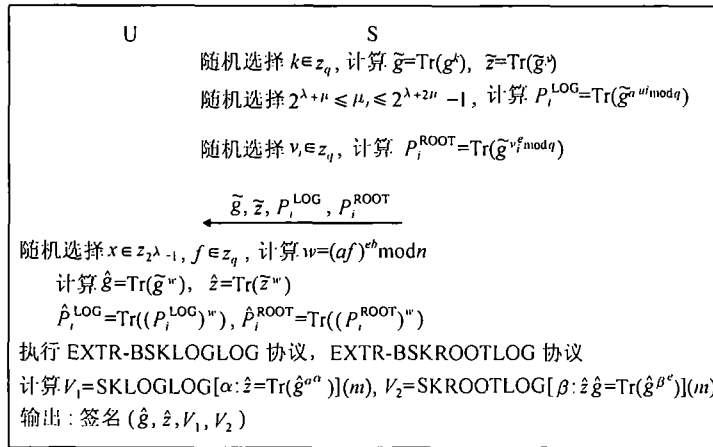 U S
随机选择 k∈z_q, 计算 g̃=Tr(g^k), z̃=Tr(g̃^y)
随机选择 2^{λ+μ} ≤ μ_i ≤ 2^{λ+2μ} −1, 计算 P_i^{LOG}=Tr(g̃^{a^{ui} mod q})
随机选择 ν_i∈z_q, 计算 P_i^{ROOT}=Tr(g̃^{v_i^e mod q})
g̃, z̃, P_i^{LOG}, P_i^{ROOT}
随机选择 x∈z_{2^λ−1}, f∈z_q, 计算 w=(af)^{eb} mod n
计算 ĝ=Tr(g̃^w), ẑ=Tr(z̃^w)
P̂_i^{LOG}=Tr((P_i^{LOG})^w), P̂_i^{ROOT}=Tr((P_i^{ROOT})^w)
执行 EXTR-BSKLOGLOG 协议, EXTR-BSKROOTLOG 协议
计算 V_1=SKLOGLOG[α: ẑ=Tr(ĝ^{a^α})](m), V_2=SKROOTLOG[β: ẑĝ=Tr(ĝ^{β^e})](m)
输出: 签名 (ĝ, ẑ, V_1, V_2)